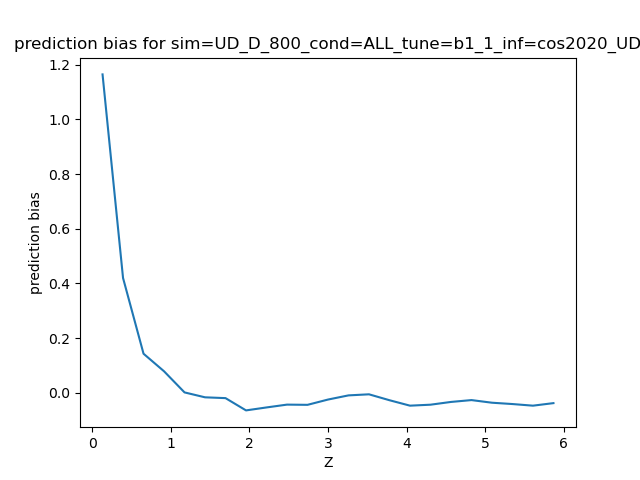 prediction bias for sim=UD_D_800_cond=ALL_tune=b1_1_inf=cos2020_UD
1.2
1.0
0.8
0.6
0.4
0.2
0.0
prediction bias
0 1 2 3 4 5 6
Z